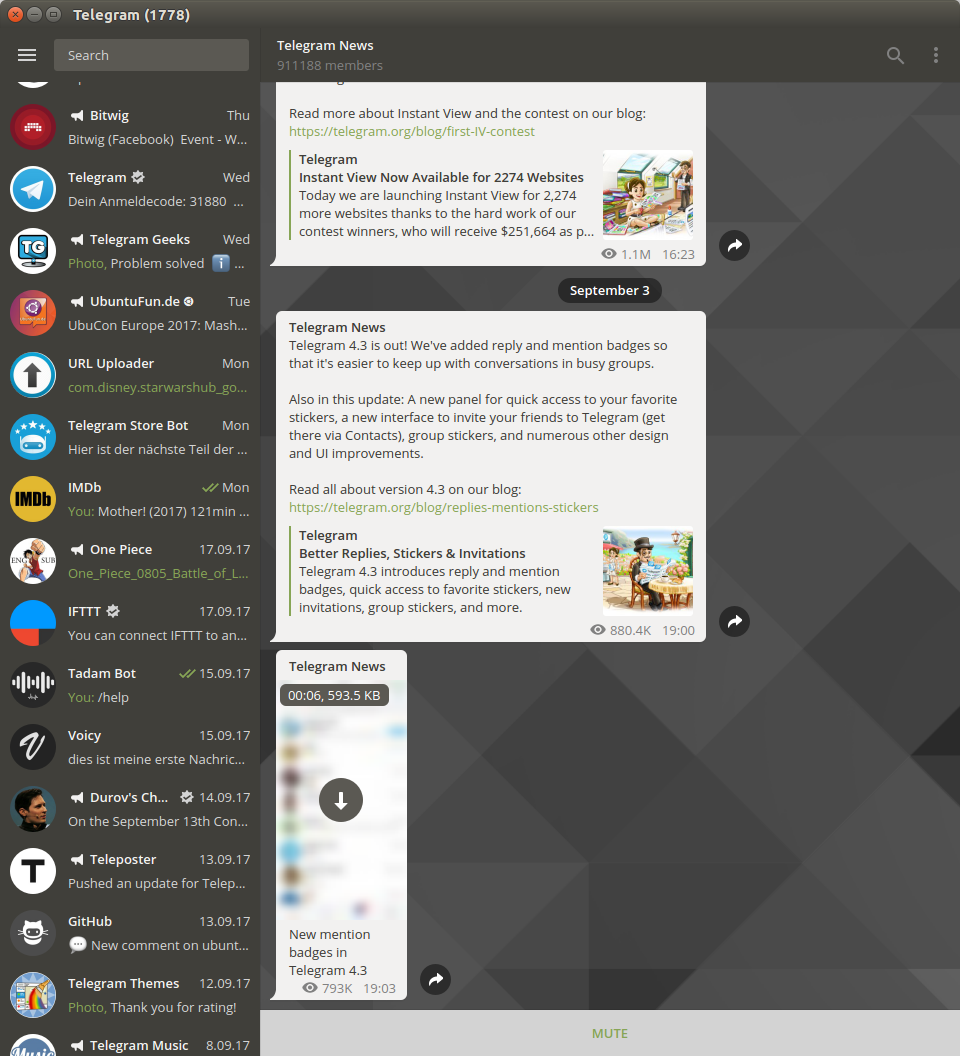 Telegram (1778)
Search
Bitwig Thu
Bitwig (Facebook) Event - W...
Telegram Wed
Dein Anmeldecode: 31880 ...
TG
Telegram Geeks Wed
Photo, Problem solved ℹ️ ...
UbuntuFun.de Tue
UbuCon Europe 2017: Mash...
URL Uploader Mon
com.disney.starwarshub_go...
Telegram Store Bot Mon
Hier ist der nächste Teil der ...
IMDb
IMDb Mon
You: Mother! (2017) 121min ...
ENG SUB
One Piece 17.09.17
One_Piece_0805_Battle_of_L...
IFTTT 17.09.17
You can connect IFTTT to an...
Tadam Bot 15.09.17
You: /help
Voicy 15.09.17
dies ist meine erste Nachric...
Durov's Ch... 14.09.17
On the September 13th Con...
T
Teleposter 13.09.17
Pushed an update for Telep...
GitHub 13.09.17
💬 New comment on ubunt...
Telegram Themes 12.09.17
Photo, Thank you for rating!
Music
Telegram Music 8.09.17
Telegram News
911188 members
Read more about Instant View and the contest on our blog:
https://telegram.org/blog/first-IV-contest
Telegram
Instant View Now Available for 2274 Websites
Today we are launching Instant View for 2,274
more websites thanks to the hard work of our
contest winners, who will receive $251,664 as p...
1.1M 16:23
September 3
Telegram News
Telegram 4.3 is out! We've added reply and mention badges so
that it's easier to keep up with conversations in busy groups.
Also in this update: A new panel for quick access to your favorite
stickers, a new interface to invite your friends to Telegram (get
there via Contacts), group stickers, and numerous other design
and UI improvements.
Read all about version 4.3 on our blog:
https://telegram.org/blog/replies-mentions-stickers
Telegram
Better Replies, Stickers & Invitations
Telegram 4.3 introduces reply and mention
badges, quick access to favorite stickers, new
invitations, group stickers, and more.
880.4K 19:00
Telegram News
00:06, 593.5 KB
New mention
badges in
Telegram 4.3
793K 19:03
MUTE